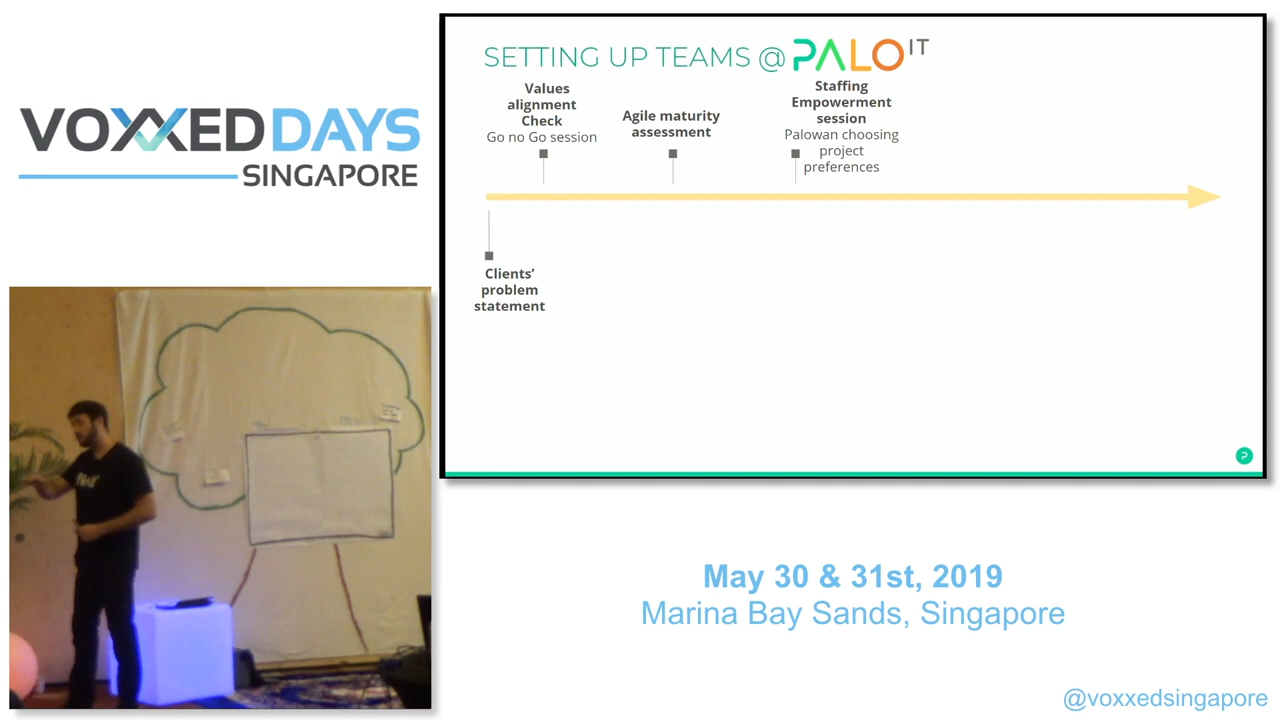 VOXXED DAYS
SINGAPORE
SETTING UP TEAMS @ PALO IT
Values
alignment
Check
Go no Go session
Agile maturity
assessment
Staffing
Empowerment
session
Palowan choosing
project
preferences
Clients'
problem
statement
May 30 & 31st, 2019
Marina Bay Sands, Singapore
@voxxedsingapore